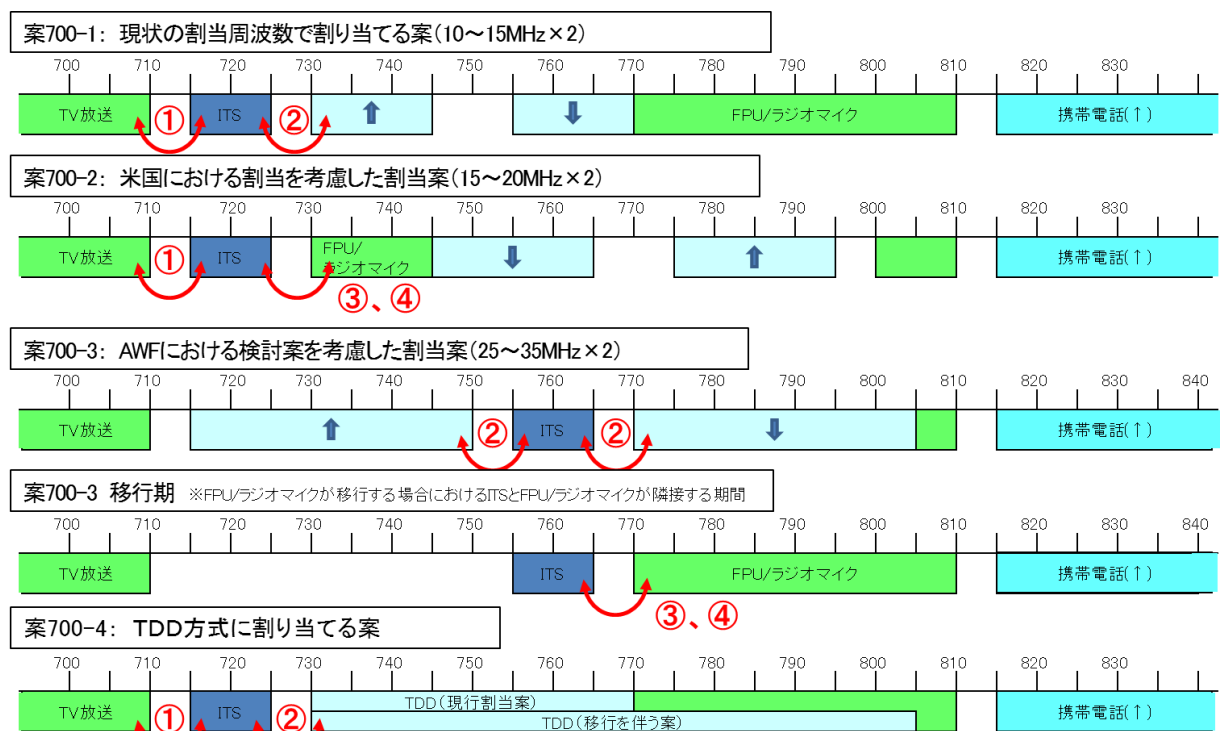 案700-1: 現状の割当周波数で割り当てる案(10～15MHz×2)
700 710 720 730 740 750 760 770 780 790 800 810 820 830
TV放送 ① ITS ② ↑ ↓ FPU/ラジオマイク 携帯電話(↑)
案700-2: 米国における割当を考慮した割当案(15～20MHz×2)
700 710 720 730 740 750 760 770 780 790 800 810 820 830
TV放送 ① ITS FPU/
ラジオマイク ↓ ↑ 携帯電話(↑)
③、④
案700-3: AWFにおける検討案を考慮した割当案(25～35MHz×2)
700 710 720 730 740 750 760 770 780 790 800 810 820 830 840
TV放送 ↑ ② ITS ② ↓ 携帯電話(↑)
案700-3 移行期 ※FPU/ラジオマイクが移行する場合におけるITSとFPU/ラジオマイクが隣接する期間
700 710 720 730 740 750 760 770 780 790 800 810 820 830 840
TV放送 ITS FPU/ラジオマイク 携帯電話(↑)
③、④
案700-4: TDD方式に割り当てる案
700 710 720 730 740 750 760 770 780 790 800 810 820 830
TV放送 ① ITS ② TDD(現行割当案) 携帯電話(↑)
TDD(移行を伴う案)